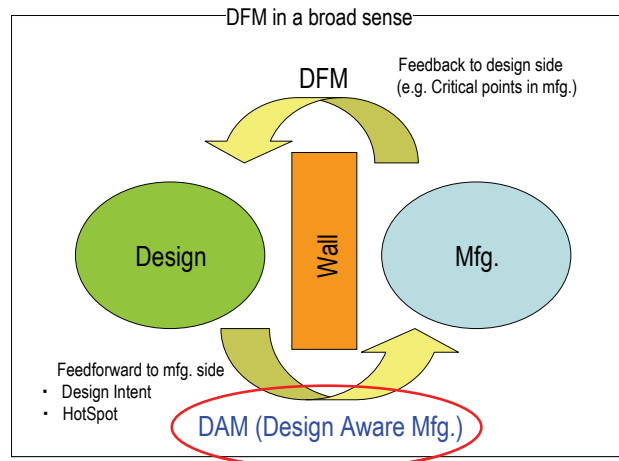 DFM in a broad sense
DFM
Feedback to design side
(e.g. Critical points in mfg.)
Design
Wall
Mfg.
Feedforward to mfg. side
・ Design Intent
・ HotSpot
DAM (Design Aware Mfg.)